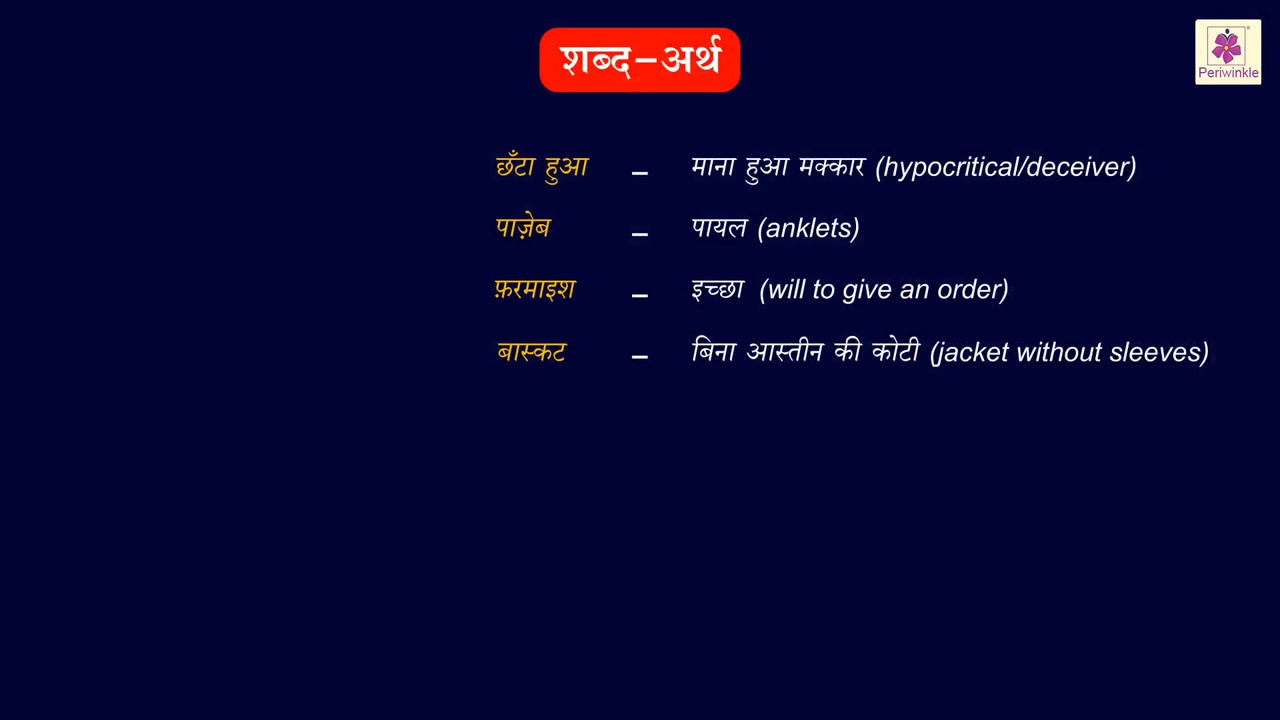 शब्द–अर्थ
Periwinkle
छँटा हुआ – माना हुआ मक्कार (hypocritical/deceiver)
पाज़ेब – पायल (anklets)
फ़रमाइश – इच्छा (will to give an order)
बास्कट – बिना आस्तीन की कोटी (jacket without sleeves)